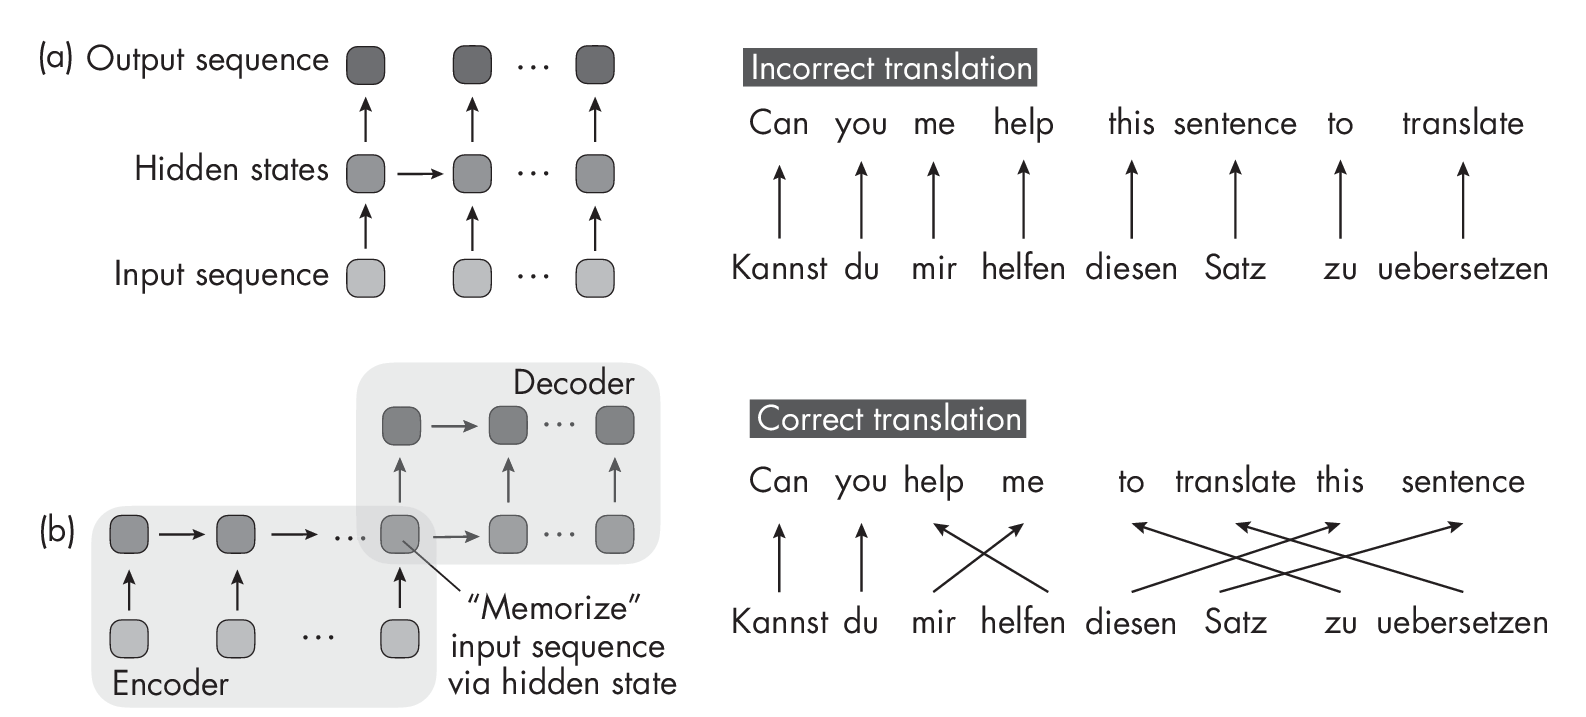 (a) Output sequence
Hidden states
Input sequence
Incorrect translation
Can you me help this sentence to translate
Kannst du mir helfen diesen Satz zu uebersetzen
(b)
Decoder
Encoder
“Memorize”
input sequence
via hidden state
Correct translation
Can you help me to translate this sentence
Kannst du mir helfen diesen Satz zu uebersetzen